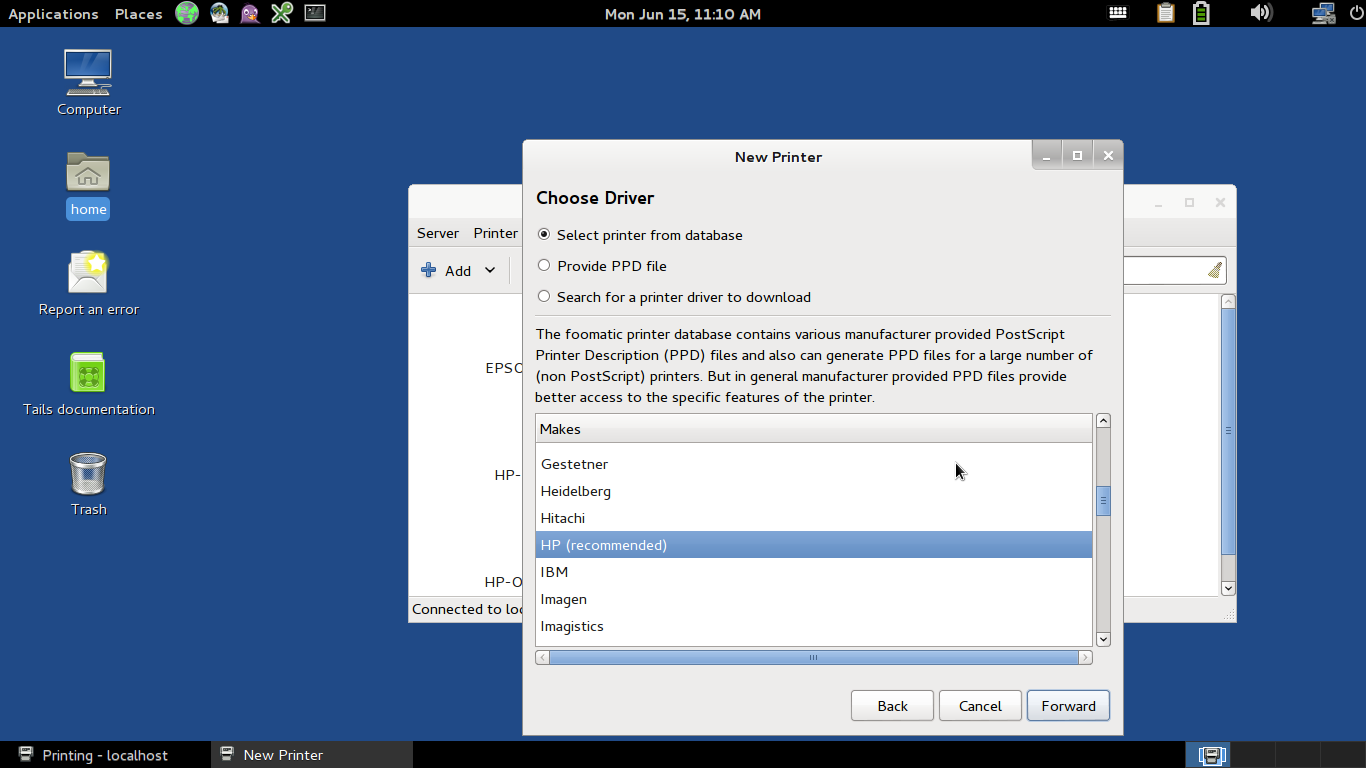 Applications Places Mon Jun 15, 11:10 AM
Computer
home
Report an error
Tails documentation
Trash
Server Printer
Add
EPSO
HP-
HP-O
Connected to loc
New Printer
Choose Driver
Select printer from database
Provide PPD file
Search for a printer driver to download
The foomatic printer database contains various manufacturer provided PostScript
Printer Description (PPD) files and also can generate PPD files for a large number of
(non PostScript) printers. But in general manufacturer provided PPD files provide
better access to the specific features of the printer.
Makes
Gestetner
Heidelberg
Hitachi
HP (recommended)
IBM
Imagen
Imagistics
Back Cancel Forward
Printing - localhost New Printer